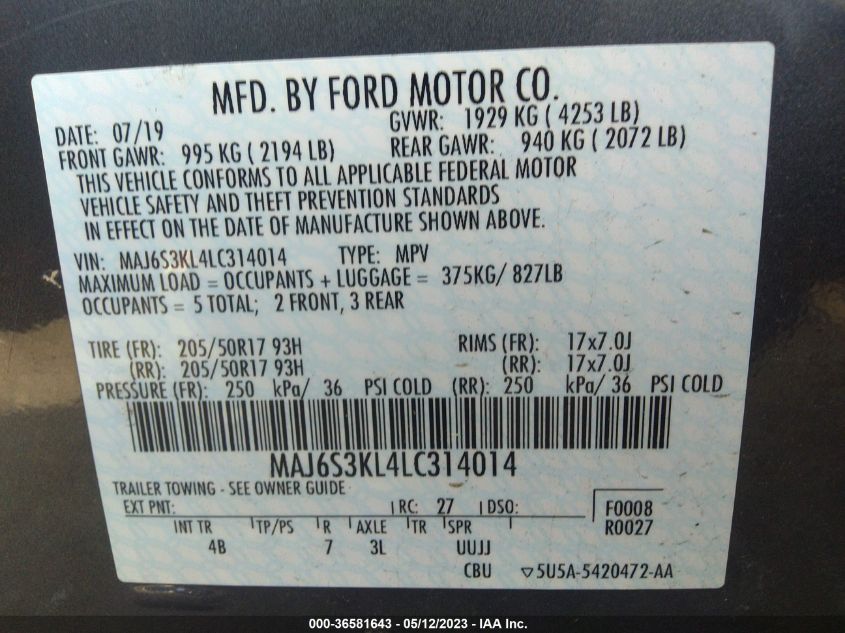 MFD. BY FORD MOTOR CO.
DATE: 07/19 GVWR: 1929 KG ( 4253 LB)
FRONT GAWR: 995 KG ( 2194 LB) REAR GAWR: 940 KG ( 2072 LB)
THIS VEHICLE CONFORMS TO ALL APPLICABLE FEDERAL MOTOR
VEHICLE SAFETY AND THEFT PREVENTION STANDARDS
IN EFFECT ON THE DATE OF MANUFACTURE SHOWN ABOVE.
VIN: MAJ6S3KL4LC314014 TYPE: MPV
MAXIMUM LOAD = OCCUPANTS + LUGGAGE = 375KG/ 827LB
OCCUPANTS = 5 TOTAL; 2 FRONT, 3 REAR
TIRE (FR): 205/50R17 93H RIMS (FR): 17x7.0J
(RR): 205/50R17 93H (RR): 17x7.0J
PRESSURE (FR): 250 kPa/ 36 PSI COLD (RR): 250 kPa/ 36 PSI COLD
MAJ6S3KL4LC314014
TRAILER TOWING - SEE OWNER GUIDE
EXT PNT: RC: 27 DSO: F0008
R0027
INT TR TP/PS R AXLE TR SPR
4B 7 3L UUJJ
CBU ▽5U5A-5420472-AA
000-36581643 - 05/12/2023 - IAA Inc.